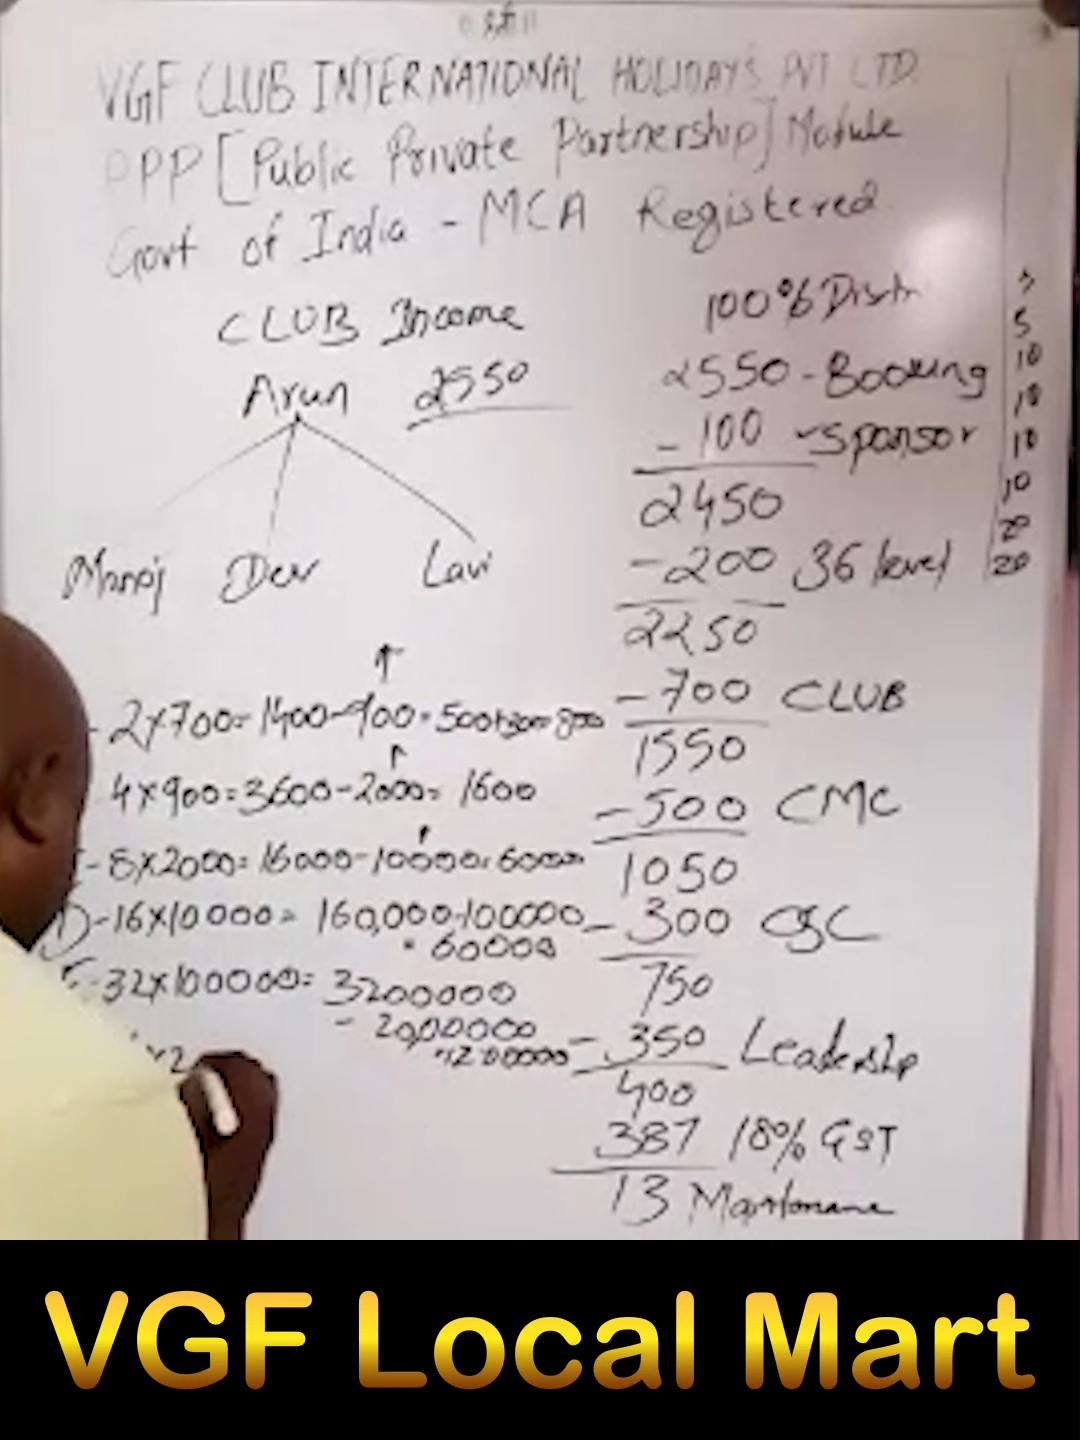 VGF CLUB INTERNATIONAL HOLIDAYS PVT LTD.
PPP [Public Private Partnership] Module
Govt of India - MCA Registered
CLUB Income
Arun 2550
Manoj Dev Lavi
- 2x700= 1400-900=500+300=800
4x900=3600-2000= 1600
-8x2000=16000-10000=6000
D-16x10000= 160,000-100000
=60000
-32x100000= 3200000
- 2000000
=1200000
x2
100% Distri
2550-Booking
-100 -Sponsor
2450
-200 36 level
2250
-700 CLUB
1550
-500 CMC
1050
-300
750
-350 Leadership
400
387 18% GST
13
5
10
10
10
10
20
20
VGF Local Mart